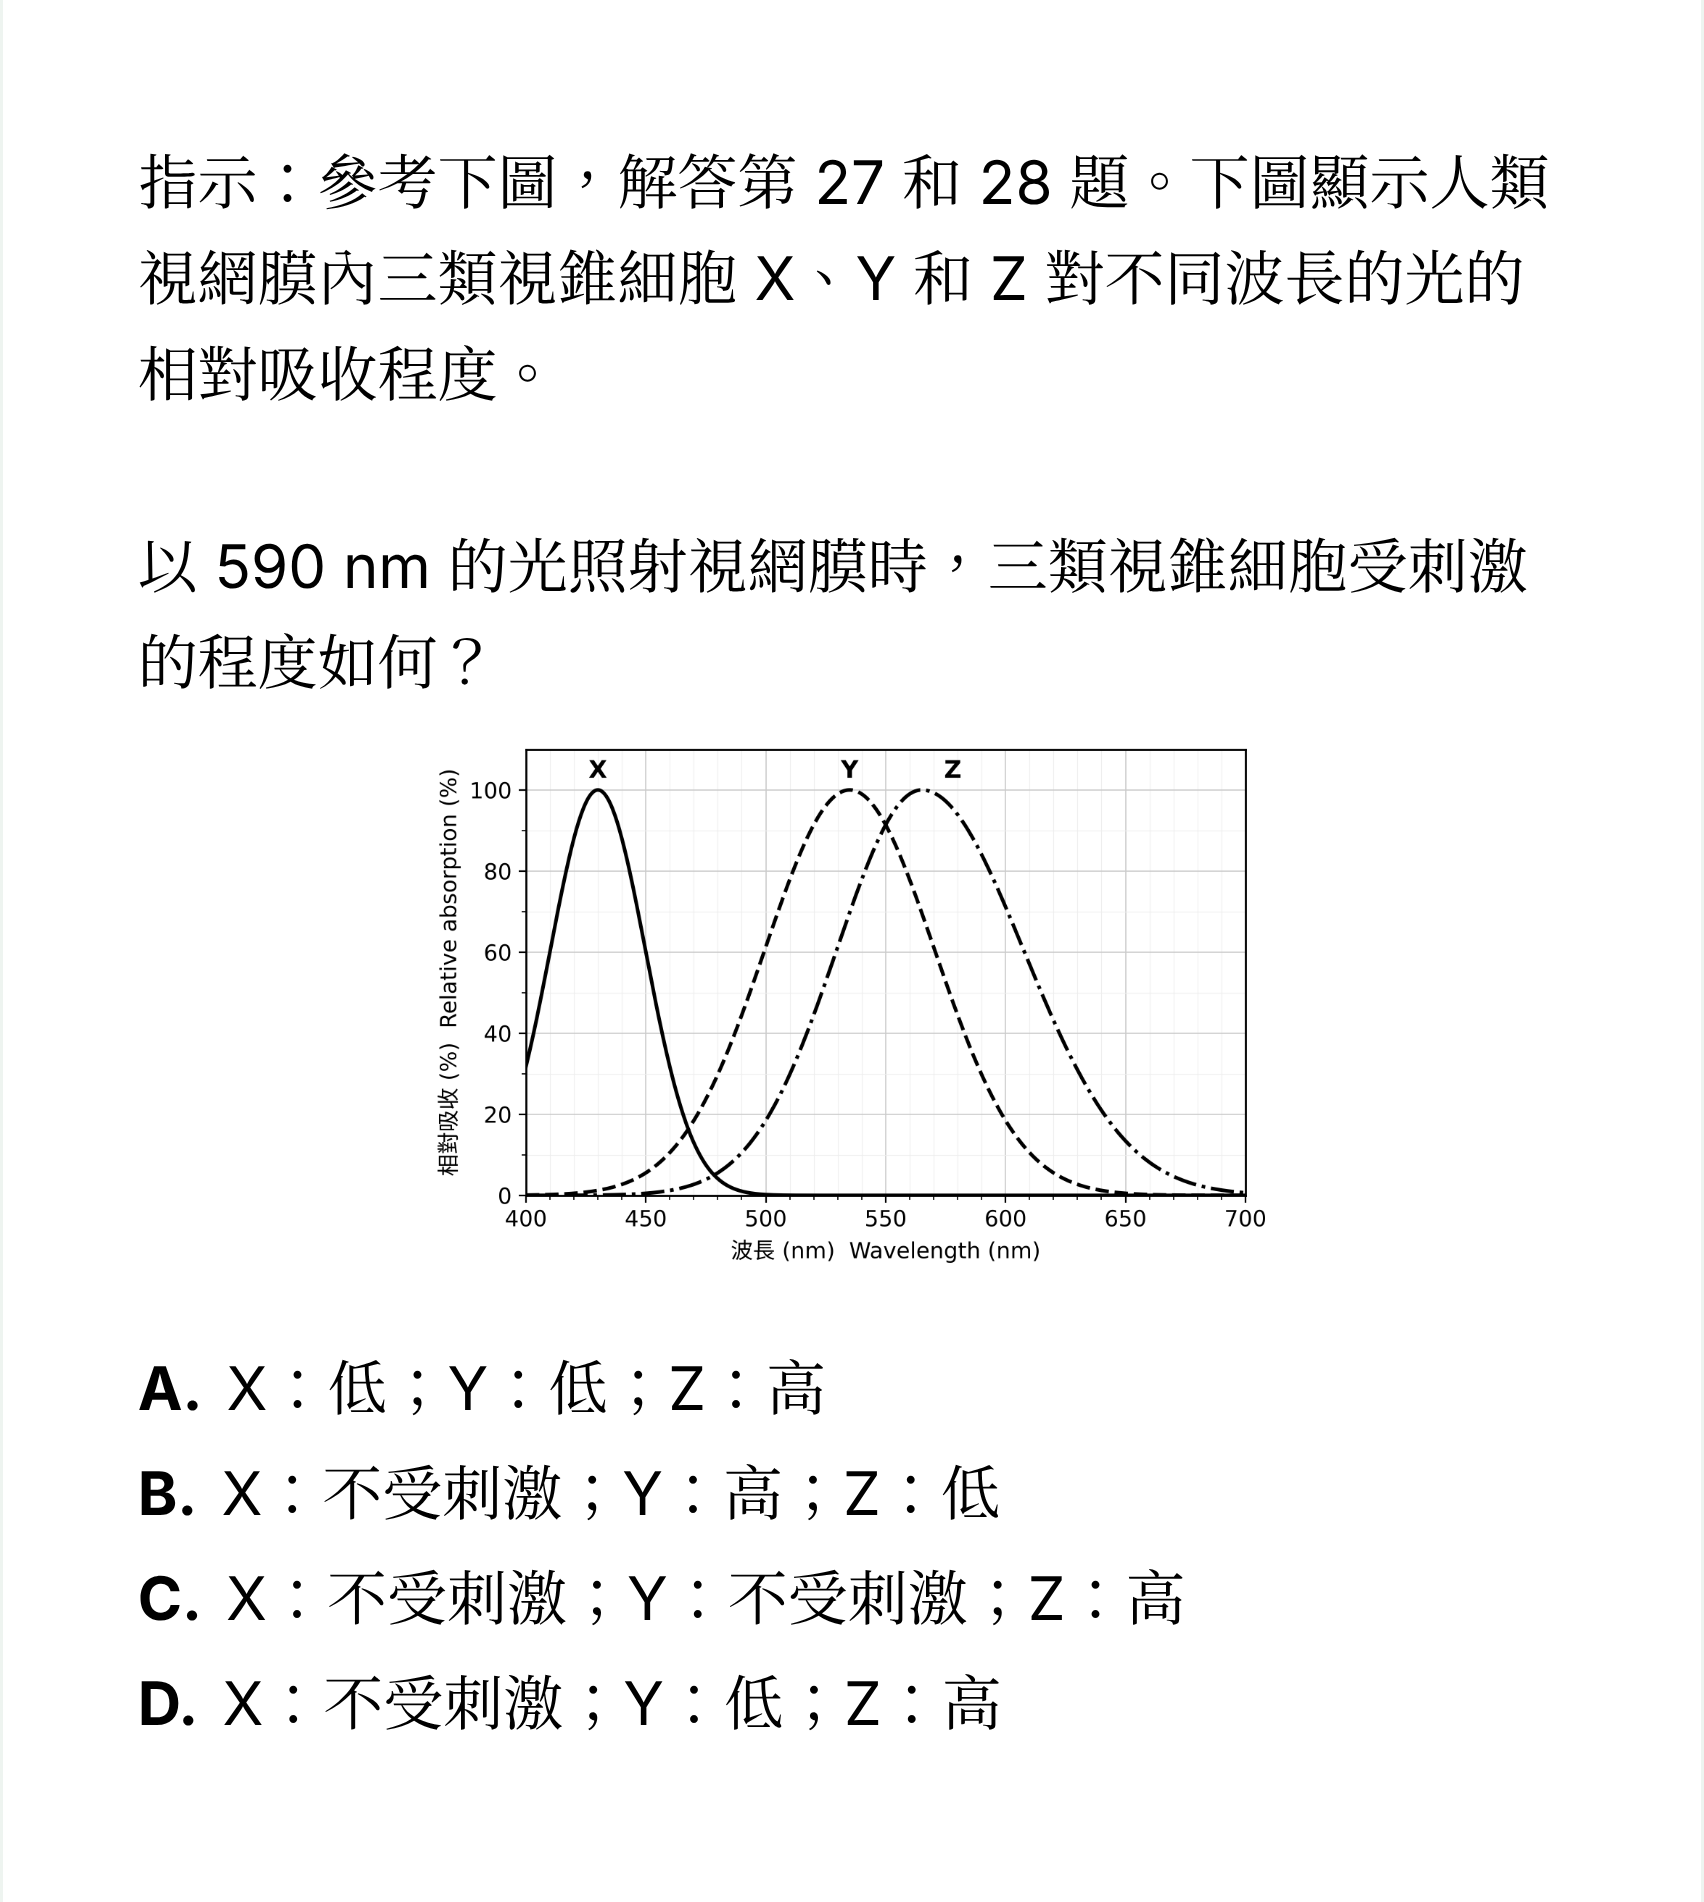 指示：參考下圖，解答第 27 和 28 題。下圖顯示人類
視網膜內三類視錐細胞 X、Y 和 Z 對不同波長的光的
相對吸收程度。
以 590 nm 的光照射視網膜時，三類視錐細胞受刺激
的程度如何？
X
Y
Z
相對吸收 (%) Relative absorption (%)
100
80
60
40
20
0
400 450 500 550 600 650 700
波長 (nm) Wavelength (nm)
A. X：低；Y：低；Z：高
B. X：不受刺激；Y：高；Z：低
C. X：不受刺激；Y：不受刺激；Z：高
D. X：不受刺激；Y：低；Z：高